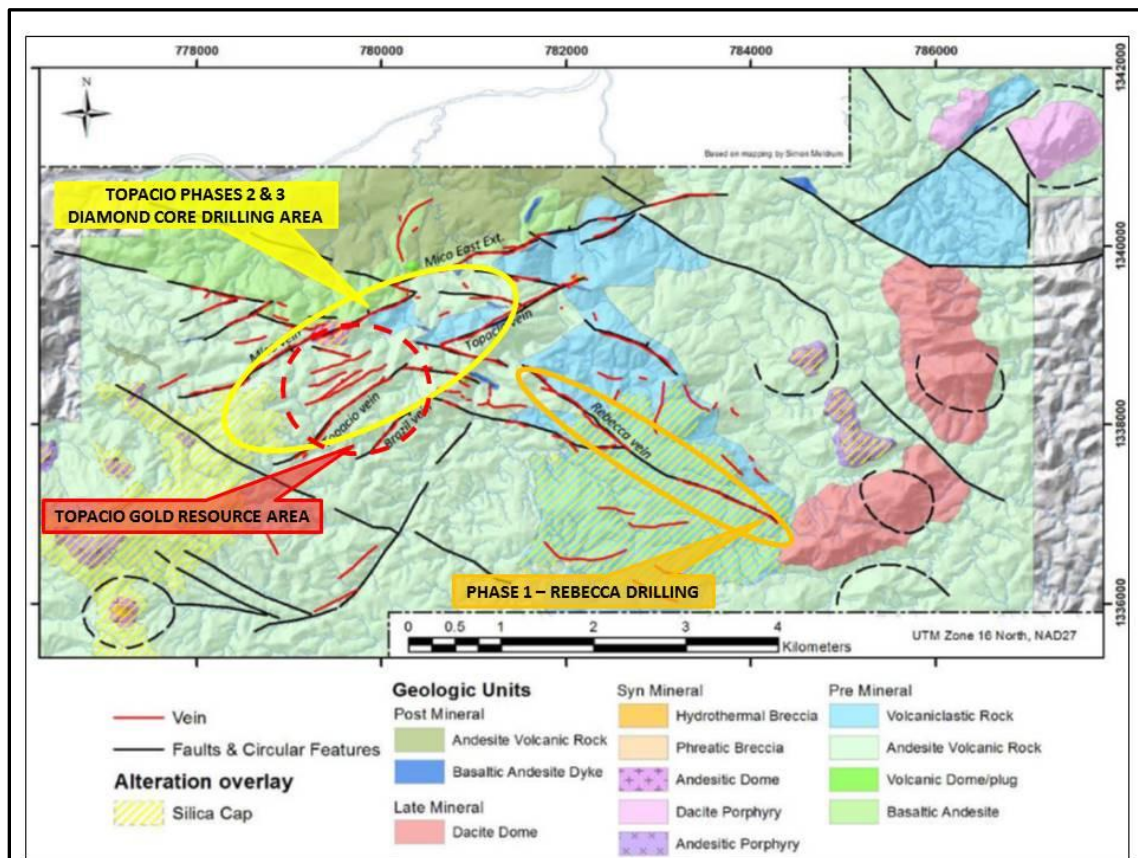 778000 780000 782000 784000 786000
1342000
N
Based on mapping by Simon Meldrum
TOPACIO PHASES 2 & 3
DIAMOND CORE DRILLING AREA
1340000
Mico East Ext.
Mico vein
Topacio vein
Topacio vein
Brazil vein
Rebecca vein
1338000
TOPACIO GOLD RESOURCE AREA
PHASE 1 – REBECCA DRILLING
1336000
0 0.5 1 2 3 4
Kilometers
UTM Zone 16 North, NAD27
Vein
Faults & Circular Features
Alteration overlay
Silica Cap
Geologic Units
Post Mineral
Andesite Volcanic Rock
Basaltic Andesite Dyke
Late Mineral
Dacite Dome
Syn Mineral
Hydrothermal Breccia
Phreatic Breccia
Andesitic Dome
Dacite Porphyry
Andesitic Porphyry
Pre Mineral
Volcaniclastic Rock
Andesite Volcanic Rock
Volcanic Dome/plug
Basaltic Andesite